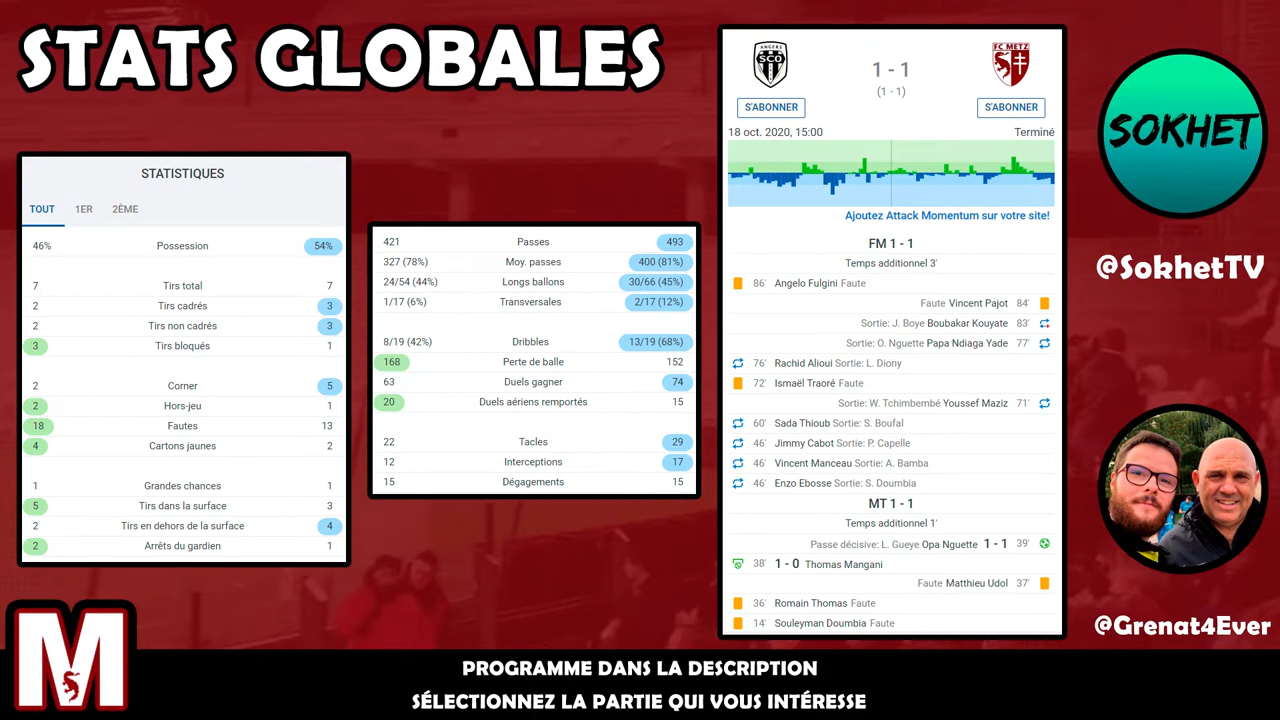 STATS GLOBALES
STATISTIQUES
TOUT 1ER 2ÈME
46% Possession 54%
7 Tirs total 7
2 Tirs cadrés 3
2 Tirs non cadrés 3
3 Tirs bloqués 1
2 Corner 5
2 Hors-jeu 1
18 Fautes 13
4 Cartons jaunes 2
1 Grandes chances 1
5 Tirs dans la surface 3
2 Tirs en dehors de la surface 4
2 Arrêts du gardien 1
421 Passes 493
327 (78%) Moy. passes 400 (81%)
24/54 (44%) Longs ballons 30/66 (45%)
1/17 (6%) Transversales 2/17 (12%)
8/19 (42%) Dribbles 13/19 (68%)
168 Perte de balle 152
63 Duels gagner 74
20 Duels aériens remportés 15
22 Tacles 29
12 Interceptions 17
15 Dégagements 15
ANGERS
SCO
FC METZ
1 - 1
(1 - 1)
S'ABONNER S'ABONNER
18 oct. 2020, 15:00 Terminé
Ajoutez Attack Momentum sur votre site!
FM 1 - 1
Temps additionnel 3'
86' Angelo Fulgini Faute
Faute Vincent Pajot 84'
Sortie: J. Boye Boubakar Kouyate 83'
Sortie: O. Nguette Papa Ndiaga Yade 77'
76' Rachid Alioui Sortie: L. Diony
72' Ismaël Traoré Faute
Sortie: W. Tchimbembé Youssef Maziz 71'
60' Sada Thioub Sortie: S. Boufal
46' Jimmy Cabot Sortie: P. Capelle
46' Vincent Manceau Sortie: A. Bamba
46' Enzo Ebosse Sortie: S. Doumbia
MT 1 - 1
Temps additionnel 1'
Passe décisive: L. Gueye Opa Nguette 1 - 1 39'
38' 1 - 0 Thomas Mangani
Faute Matthieu Udol 37'
36' Romain Thomas Faute
14' Souleyman Doumbia Faute
SOKHET
@SokhetTV
@Grenat4Ever
M
PROGRAMME DANS LA DESCRIPTION
SÉLECTIONNEZ LA PARTIE QUI VOUS INTÉRESSE